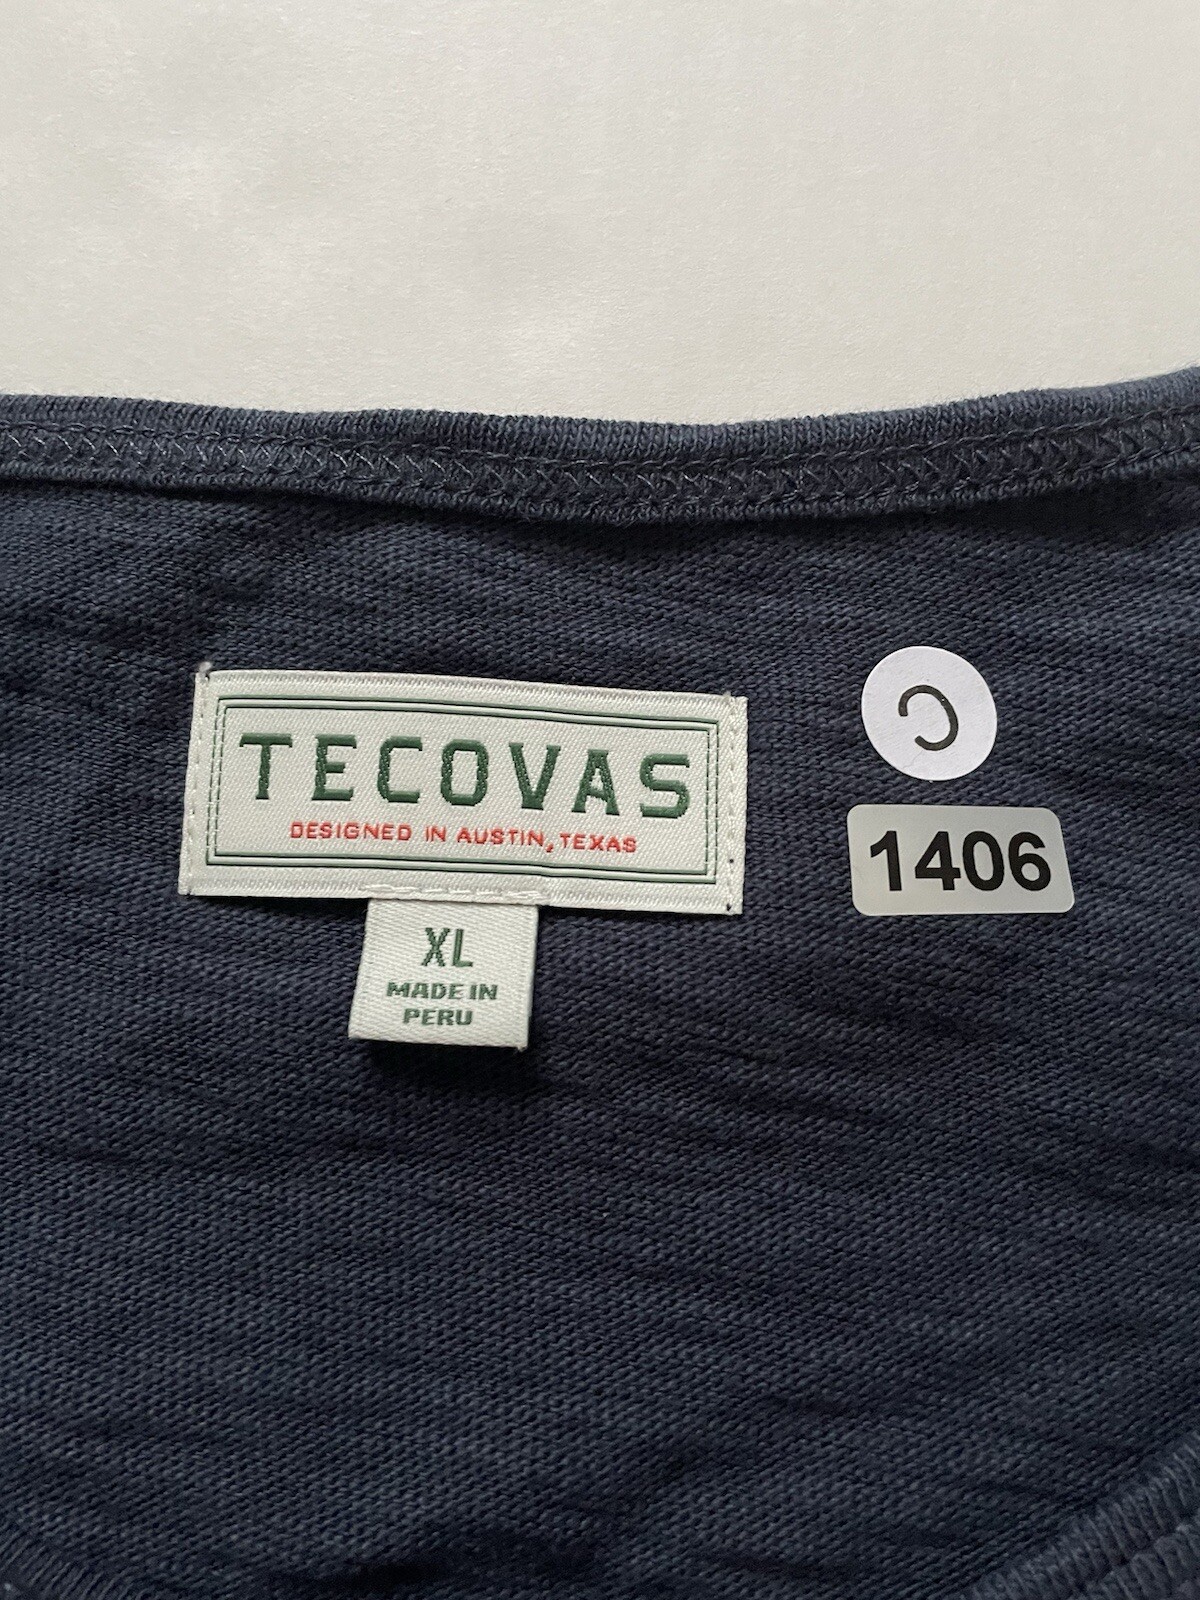 TECOVAS
DESIGNED IN AUSTIN, TEXAS
XL
MADE IN
PERU
1406